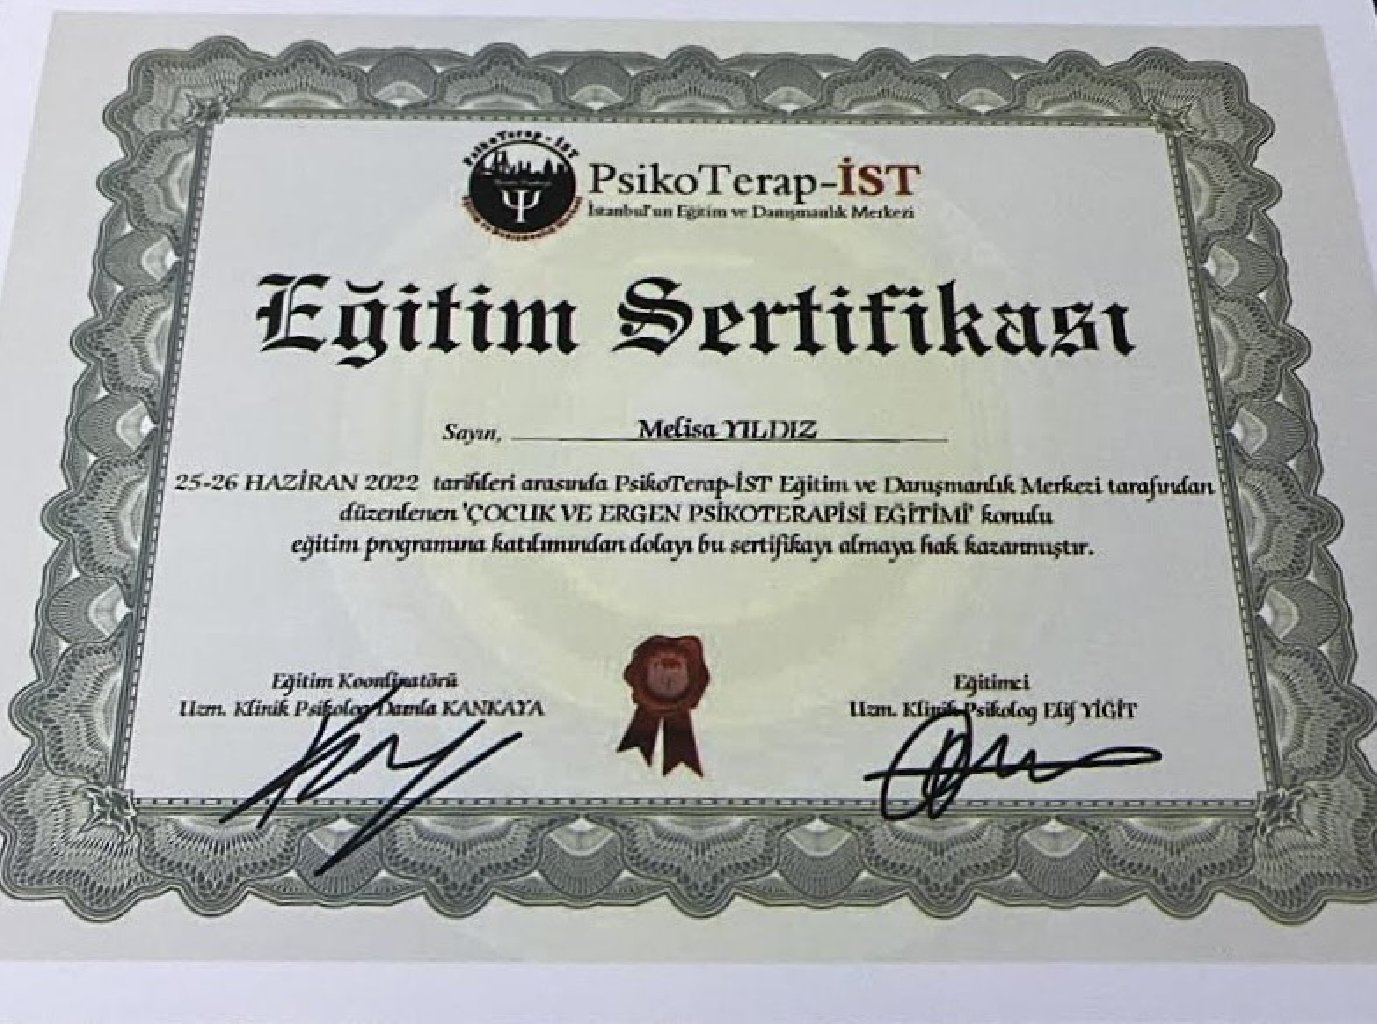 PsikoTerap - İST
PsikoTerap-İST
İstanbul'un Eğitim ve Danışmanlık Merkezi
Eğitim Sertifikası
Sayın, Melisa YILDIZ
25-26 HAZİRAN 2022 tarihleri arasında PsikoTerap-İST Eğitim ve Danışmanlık Merkezi tarafından
düzenlenen 'ÇOCUK VE ERGEN PSİKOTERAPİSİ EĞİTİMİ' konulu
eğitim programına katılımından dolayı bu sertifikayı almaya hak kazanmıştır.
Eğitim Koordinatörü
Uzm. Klinik Psikolog Damla KANKAYA
Eğitimci
Uzm. Klinik Psikolog Elif YİĞİT